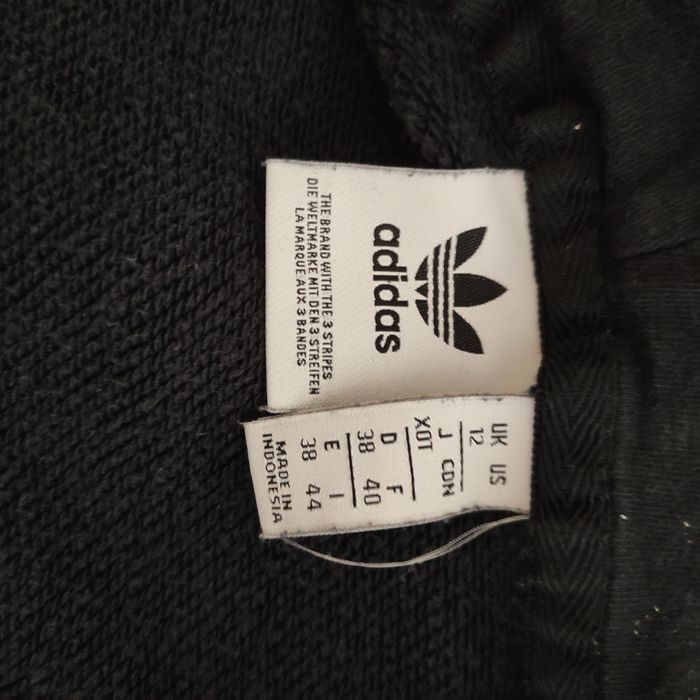 adidas
THE BRAND WITH THE 3 STRIPES
DIE WELTMARKE MIT DEN 3 STREIFEN
LA MARQUE AUX 3 BANDES
UK US
12
J CDN
XOT
D F
38 40
E I
38 44
MADE IN
INDONESIA